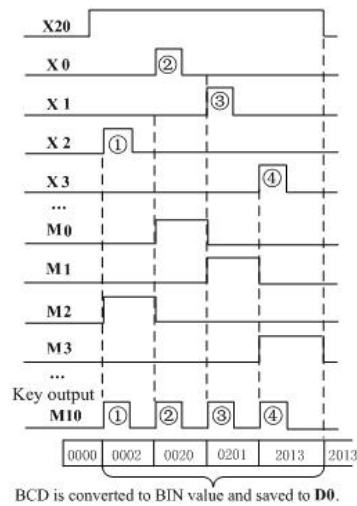 X20
X 0 ②
X 1 ③
X 2 ①
X 3 ④
...
M0
M1
M2
M3
...
Key output
M10 ① ② ③ ④
0000 0002 0020 0201 2013 2013
BCD is converted to BIN value and saved to D0.